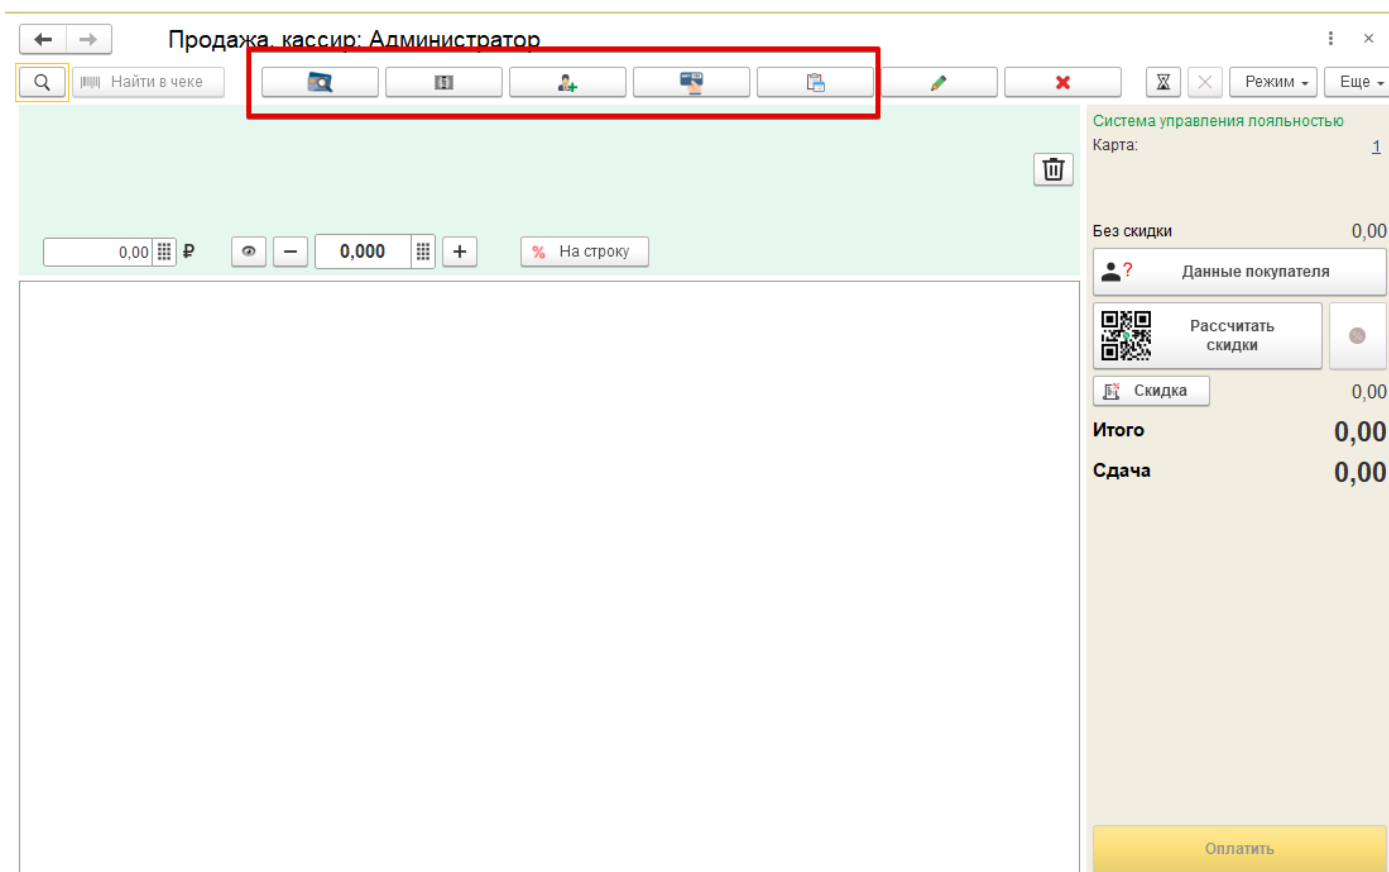 Продажа, кассир: Администратор
Найти в чеке
Режим
Еще
Система управления лояльностью
Карта: 1
0,00 ₽
0,000
% На строку
Без скидки 0,00
? Данные покупателя
Рассчитать
скидки
Скидка 0,00
Итого 0,00
Сдача 0,00
Оплатить